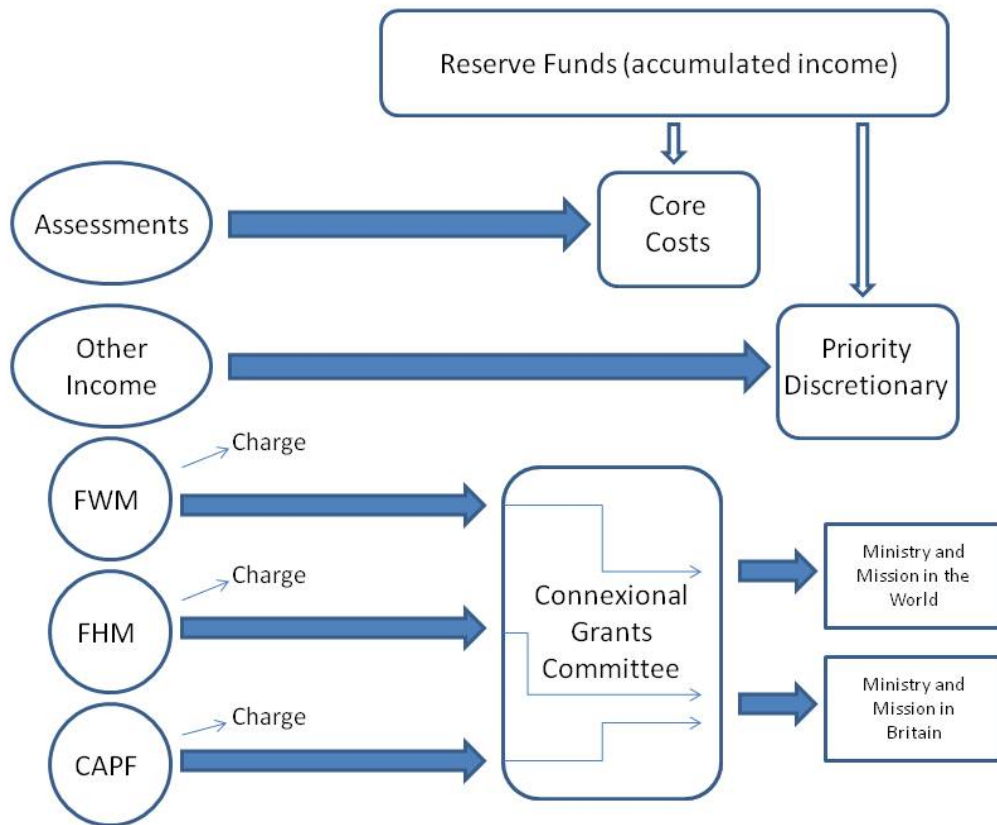 Reserve Funds (accumulated income)
Assessments
Core
Costs
Other
Income
Priority
Discretionary
Charge
FWM
Charge
FHM
Charge
CAPF
Connexional
Grants
Committee
Ministry and
Mission in the
World
Ministry and
Mission in
Britain